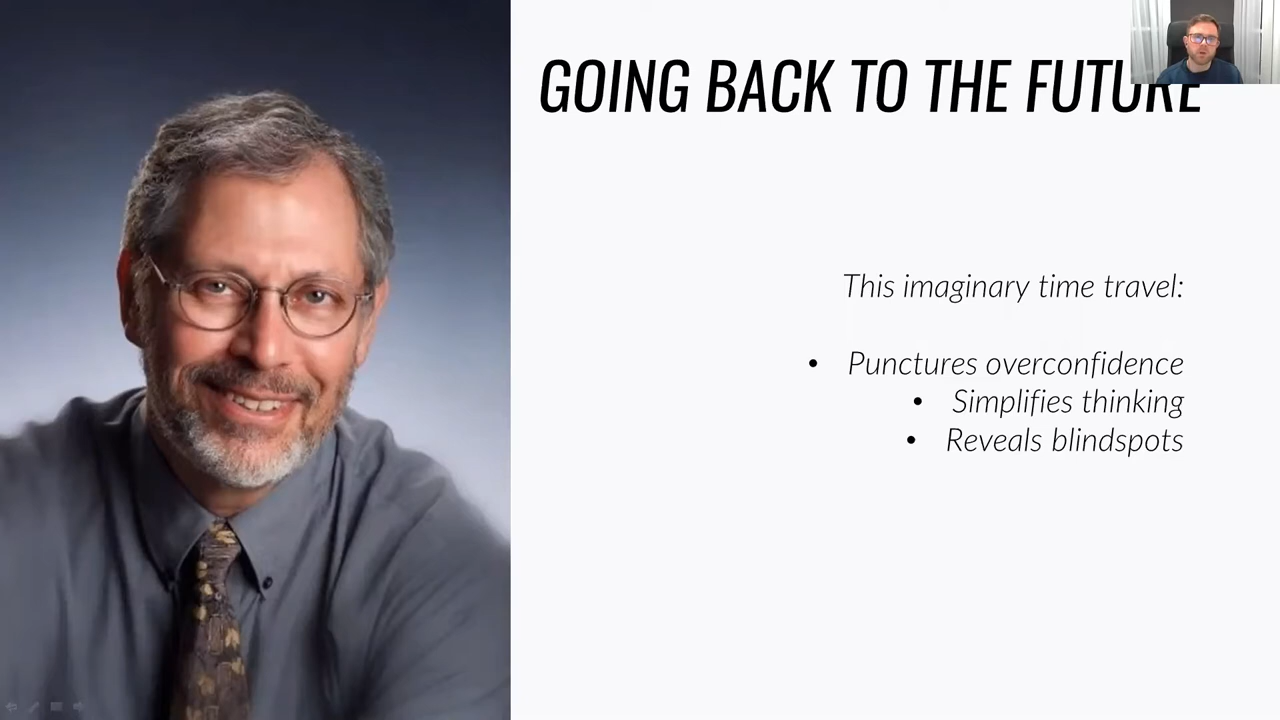 GOING BACK TO THE FUTURE
This imaginary time travel:
• Punctures overconfidence
• Simplifies thinking
• Reveals blindspots